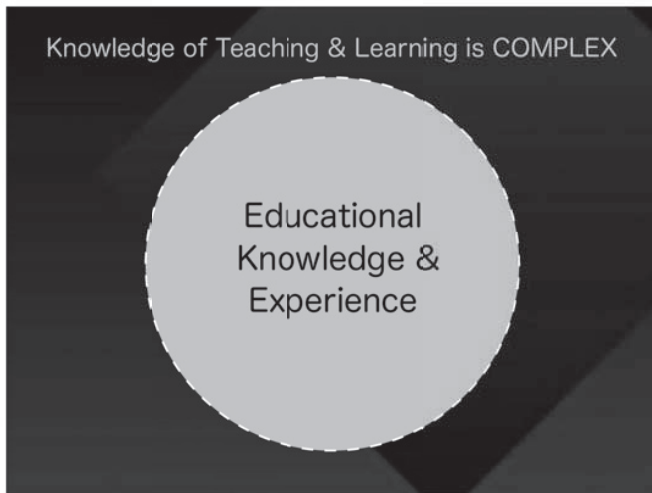 Knowledge of Teaching & Learning is COMPLEX
Educational
Knowledge &
Experience